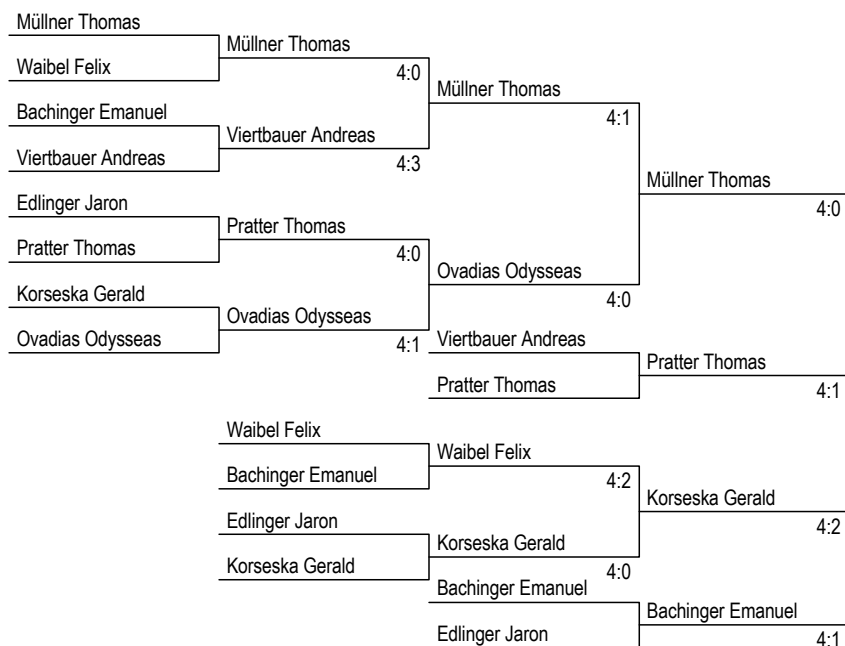 Müllner Thomas
Müllner Thomas
Waibel Felix
4:0
Müllner Thomas
Bachinger Emanuel
4:1
Viertbauer Andreas
Viertbauer Andreas
4:3
Müllner Thomas
4:0
Edlinger Jaron
Pratter Thomas
Pratter Thomas
4:0
Ovadias Odysseas
4:0
Korseska Gerald
Ovadias Odysseas
Ovadias Odysseas
4:1
Viertbauer Andreas
Pratter Thomas
Pratter Thomas
4:1
Waibel Felix
Waibel Felix
Bachinger Emanuel
4:2
Korseska Gerald
4:2
Edlinger Jaron
Korseska Gerald
Korseska Gerald
4:0
Bachinger Emanuel
Bachinger Emanuel
Edlinger Jaron
4:1